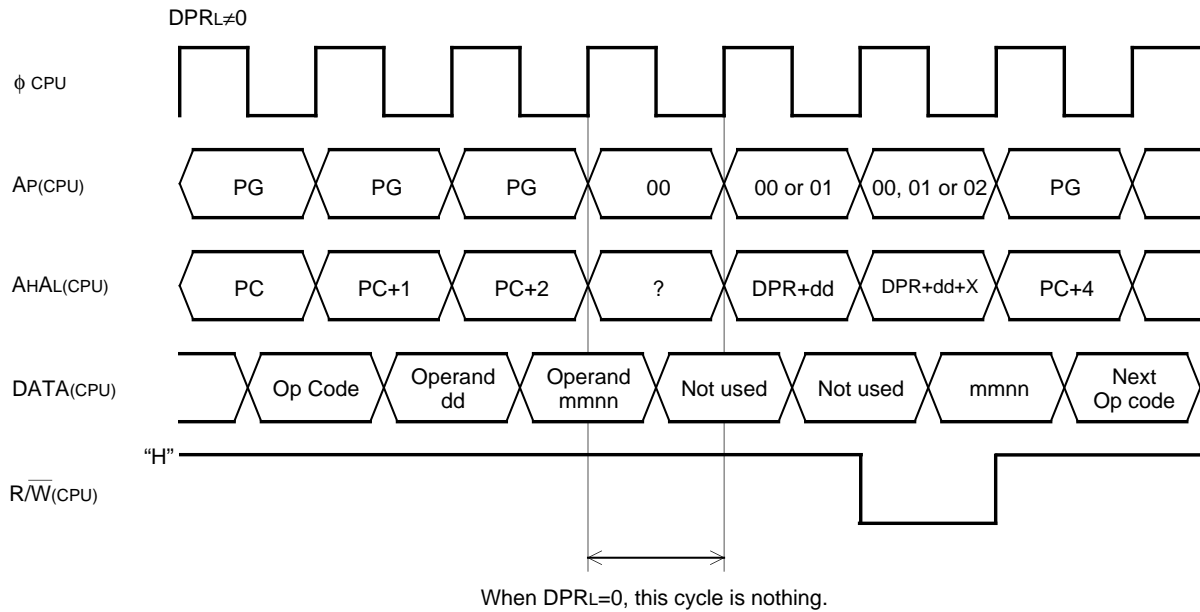 DPRL≠0
ϕ CPU
AP(CPU) PG PG PG 00 00 or 01 00, 01 or 02 PG
AHAL(CPU) PC PC+1 PC+2 ? DPR+dd DPR+dd+X PC+4
DATA(CPU) Op Code Operand dd Operand mmnn Not used Not used mmnn Next Op code
“H”
R/W̅(CPU)
When DPRL=0, this cycle is nothing.